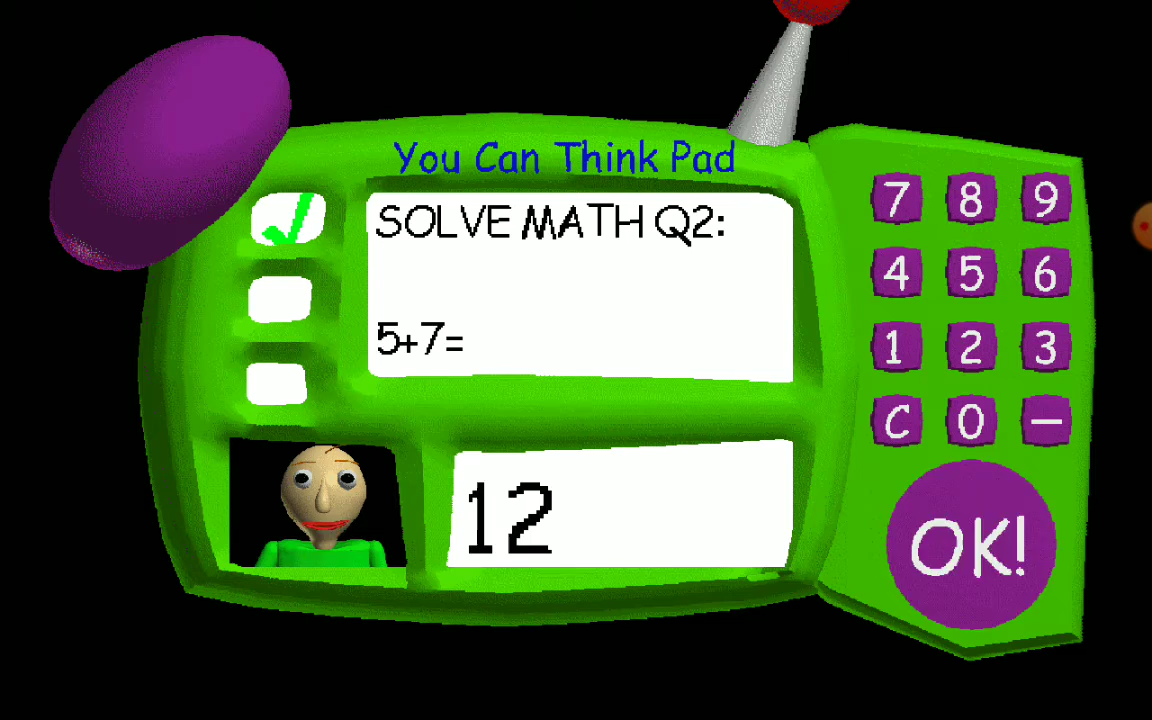 You Can Think Pad
SOLVE MATH Q2:
5+7=
12
7 8 9
4 5 6
1 2 3
C 0 –
OK!